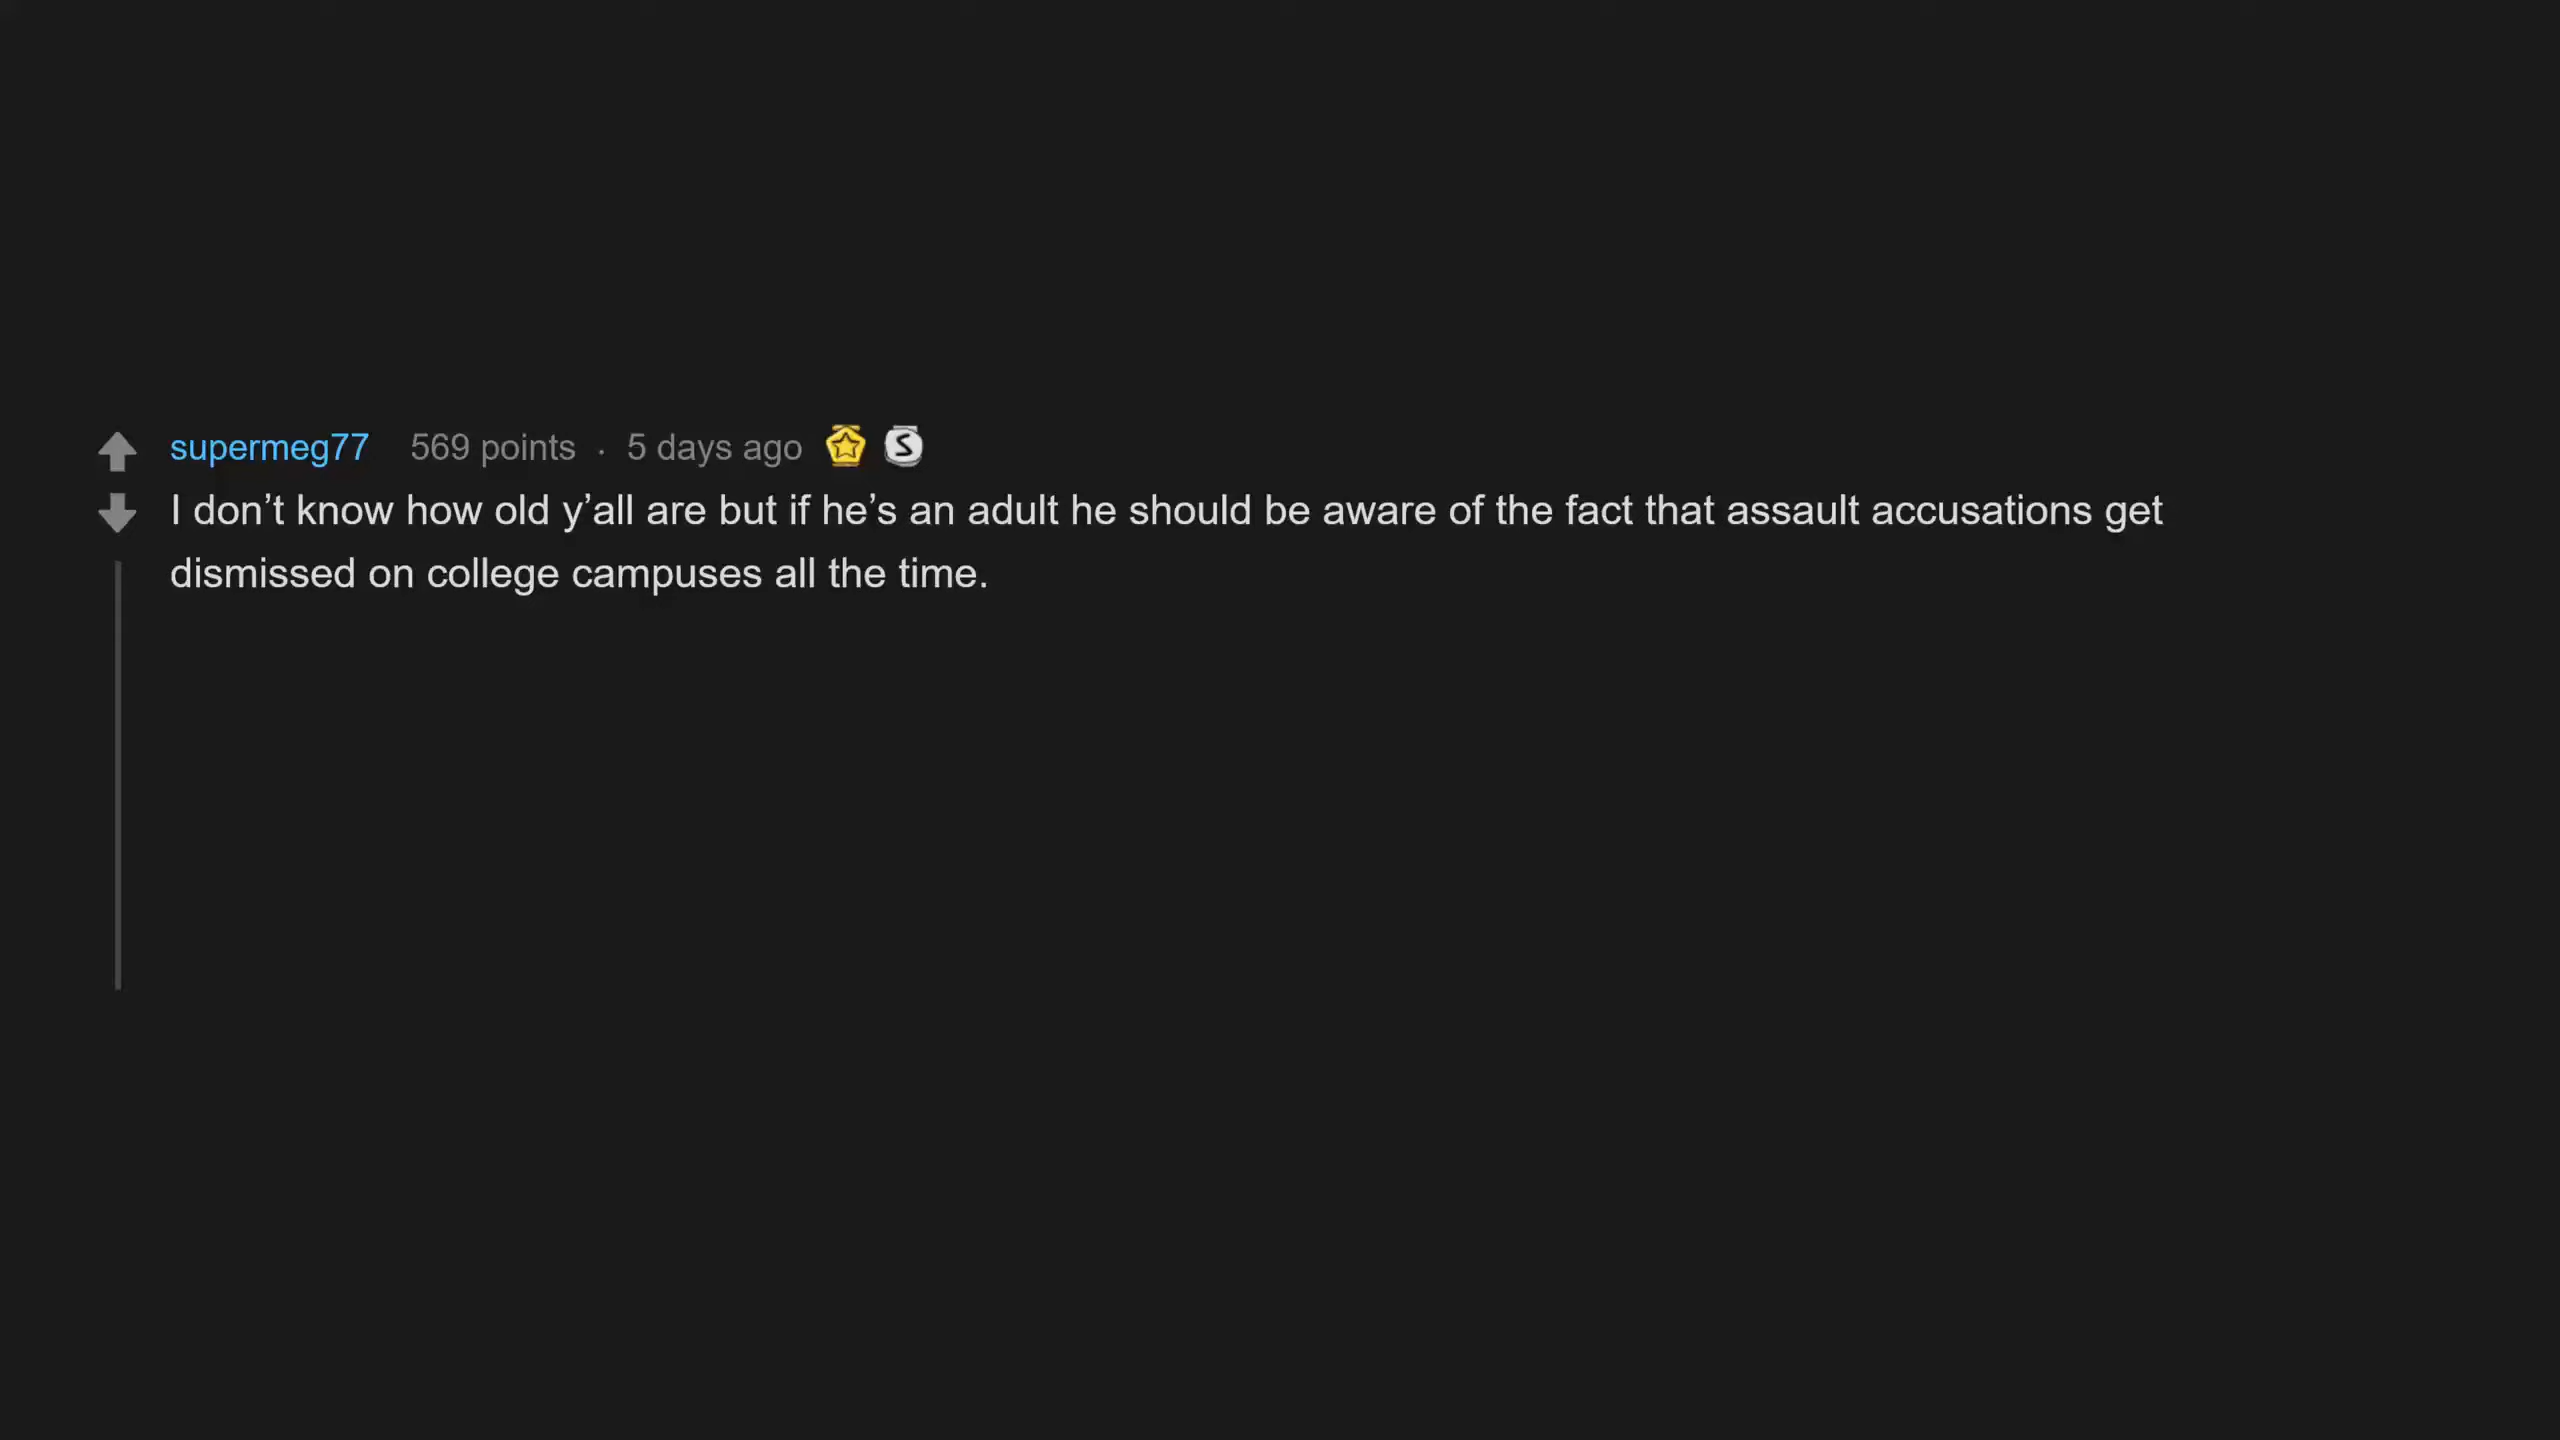 supermeg77 569 points · 5 days ago
I don’t know how old y’all are but if he’s an adult he should be aware of the fact that assault accusations get
dismissed on college campuses all the time.